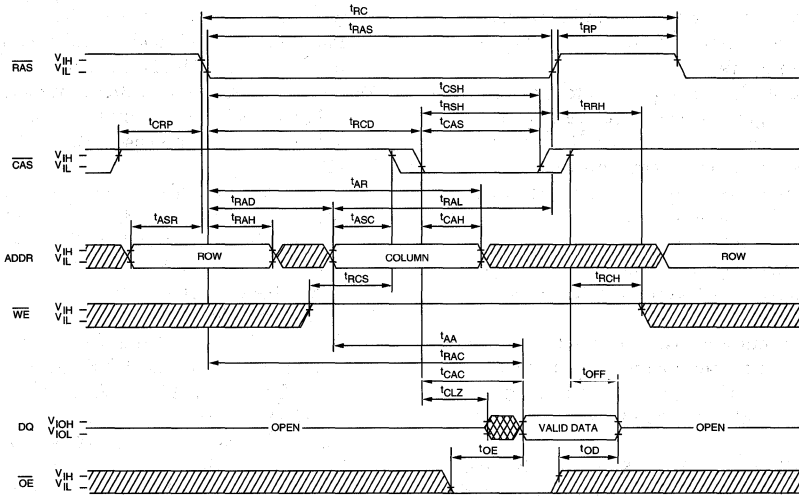 tRC
tRAS tRP
RAS VIH VIL
tCSH
tRSH tRRH
tCRP tRCD tCAS
CAS VIH VIL
tAR
tRAD tRAL
tASR tRAH tASC tCAH
ADDR VIH VIL ROW COLUMN ROW
tRCS tRCH
WE VIH VIL
tAA
tRAC
tCAC tOFF
tCLZ
DQ VIOH VIOL OPEN VALID DATA OPEN
tOE tOD
OE VIH VIL